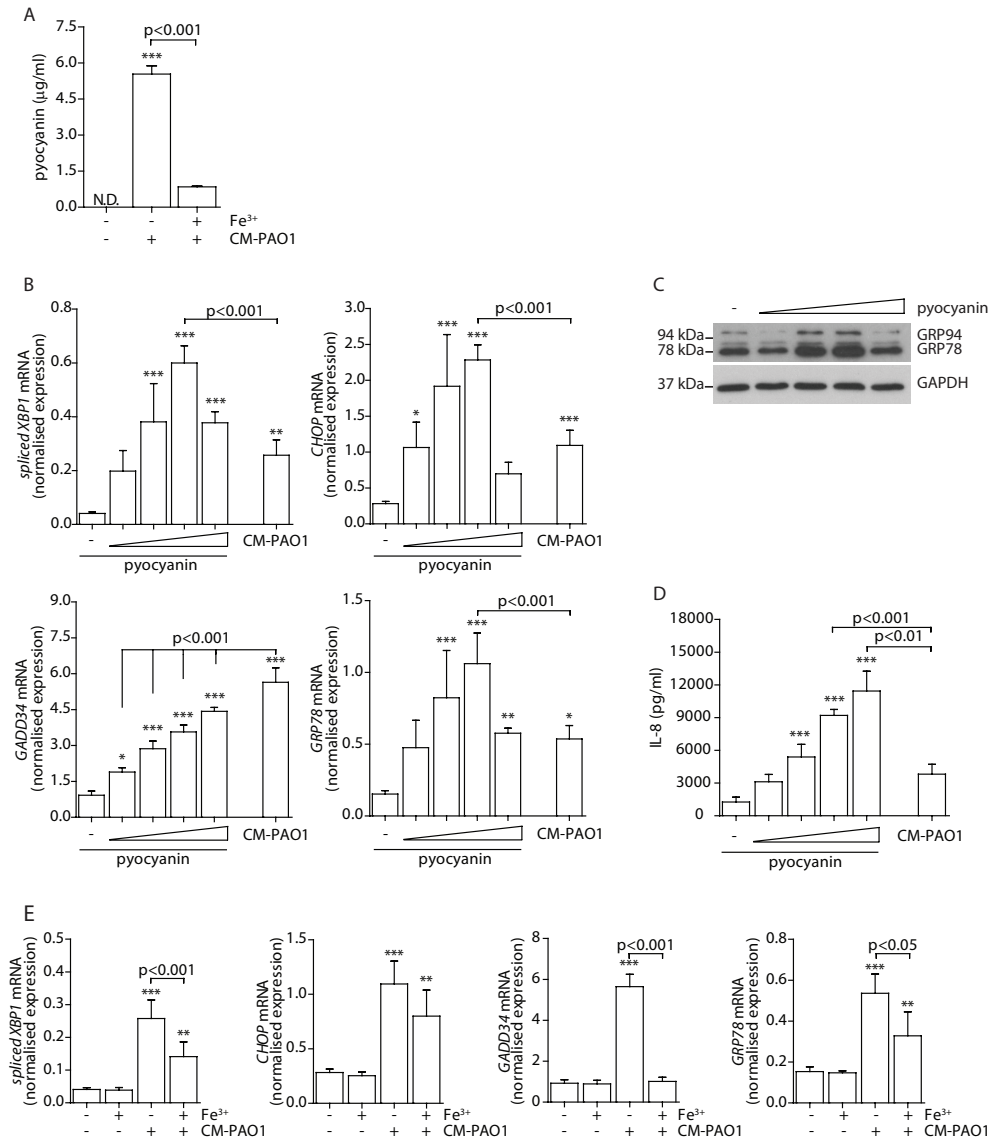 A
7.5
6.0
4.5
3.0
1.5
0.0
pyocyanin (µg/ml)
p<0.001
***
N.D.
- - + Fe³⁺
- + + CM-PAO1
B
0.8
0.6
0.4
0.2
0.0
spliced XBP1 mRNA
(normalised expression)
p<0.001
***
***
***
**
-
CM-PAO1
pyocyanin
3.0
2.5
2.0
1.5
1.0
0.5
0.0
CHOP mRNA
(normalised expression)
p<0.001
***
***
*
***
-
CM-PAO1
pyocyanin
C
- pyocyanin
94 kDa
78 kDa
37 kDa
GRP94
GRP78
GAPDH
9.0
7.5
6.0
4.5
3.0
1.5
0.0
GADD34 mRNA
(normalised expression)
p<0.001
*
***
***
***
***
-
CM-PAO1
pyocyanin
1.5
1.0
0.5
0.0
GRP78 mRNA
(normalised expression)
p<0.001
***
***
**
*
-
CM-PAO1
pyocyanin
D
18000
15000
12000
9000
6000
3000
0
IL-8 (pg/ml)
p<0.001
p<0.01
***
***
***
-
CM-PAO1
pyocyanin
E
0.5
0.4
0.3
0.2
0.1
0.0
spliced XBP1 mRNA
(normalised expression)
p<0.001
***
**
- + - + Fe³⁺
- - + + CM-PAO1
1.5
1.0
0.5
0.0
CHOP mRNA
(normalised expression)
***
**
- + - + Fe³⁺
- - + + CM-PAO1
8
6
4
2
0
GADD34 mRNA
(normalised expression)
p<0.001
***
- + - + Fe³⁺
- - + + CM-PAO1
0.8
0.6
0.4
0.2
0.0
GRP78 mRNA
(normalised expression)
p<0.05
***
**
- + - + Fe³⁺
- - + + CM-PAO1